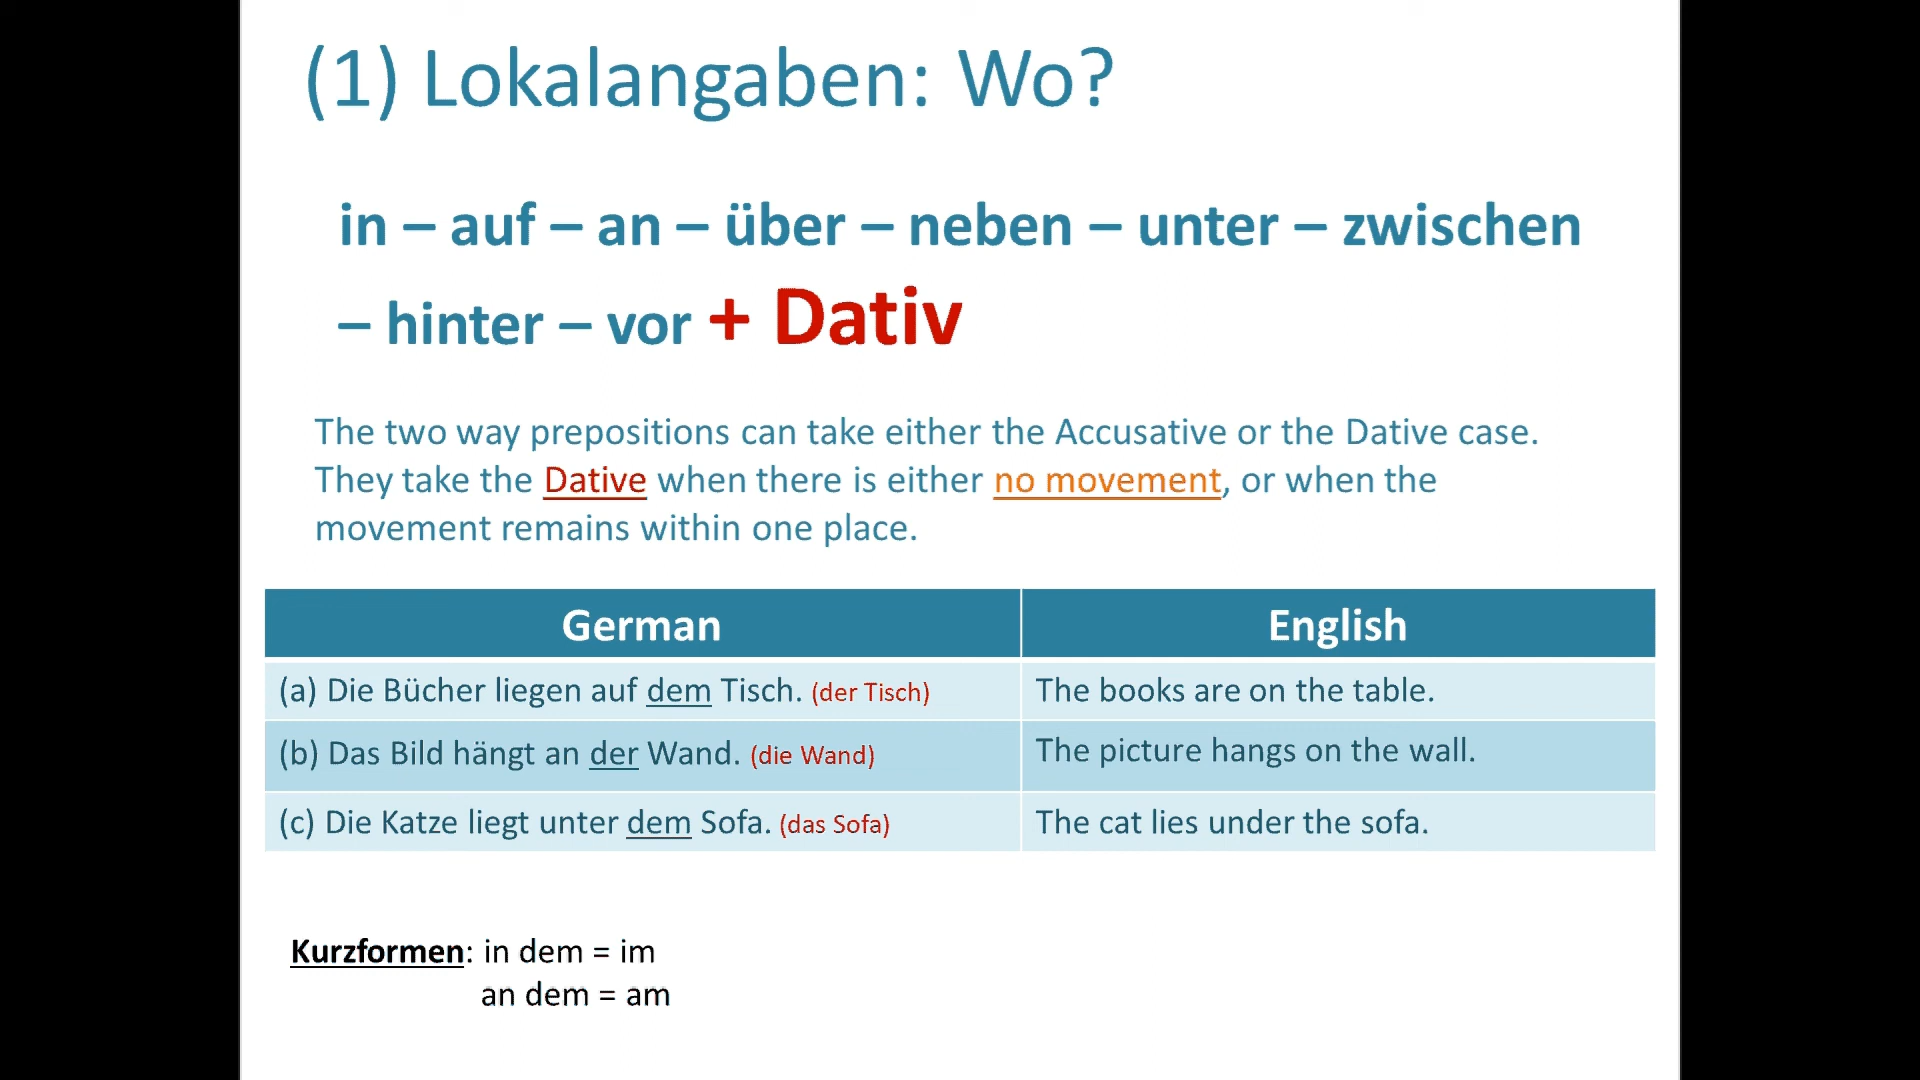 (1) Lokalangaben: Wo?
in – auf – an – über – neben – unter – zwischen
– hinter – vor + Dativ
The two way prepositions can take either the Accusative or the Dative case.
They take the Dative when there is either no movement, or when the
movement remains within one place.
German English
(a) Die Bücher liegen auf dem Tisch. (der Tisch) The books are on the table.
(b) Das Bild hängt an der Wand. (die Wand) The picture hangs on the wall.
(c) Die Katze liegt unter dem Sofa. (das Sofa) The cat lies under the sofa.
Kurzformen: in dem = im
an dem = am